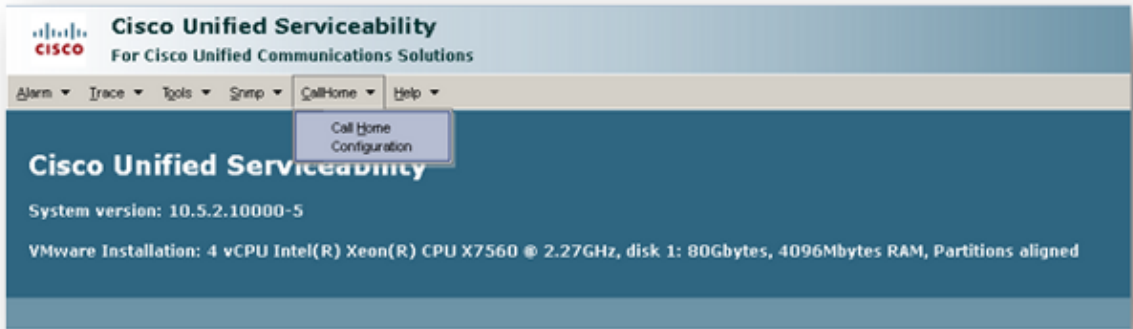 Cisco Unified Serviceability
CISCO
For Cisco Unified Communications Solutions
Alarm Trace Tools Snmp CallHome Help
Call Home
Configuration
Cisco Unified Serviceability
System version: 10.5.2.10000-5
VMware Installation: 4 vCPU Intel(R) Xeon(R) CPU X7560 @ 2.27GHz, disk 1: 80Gbytes, 4096Mbytes RAM, Partitions aligned